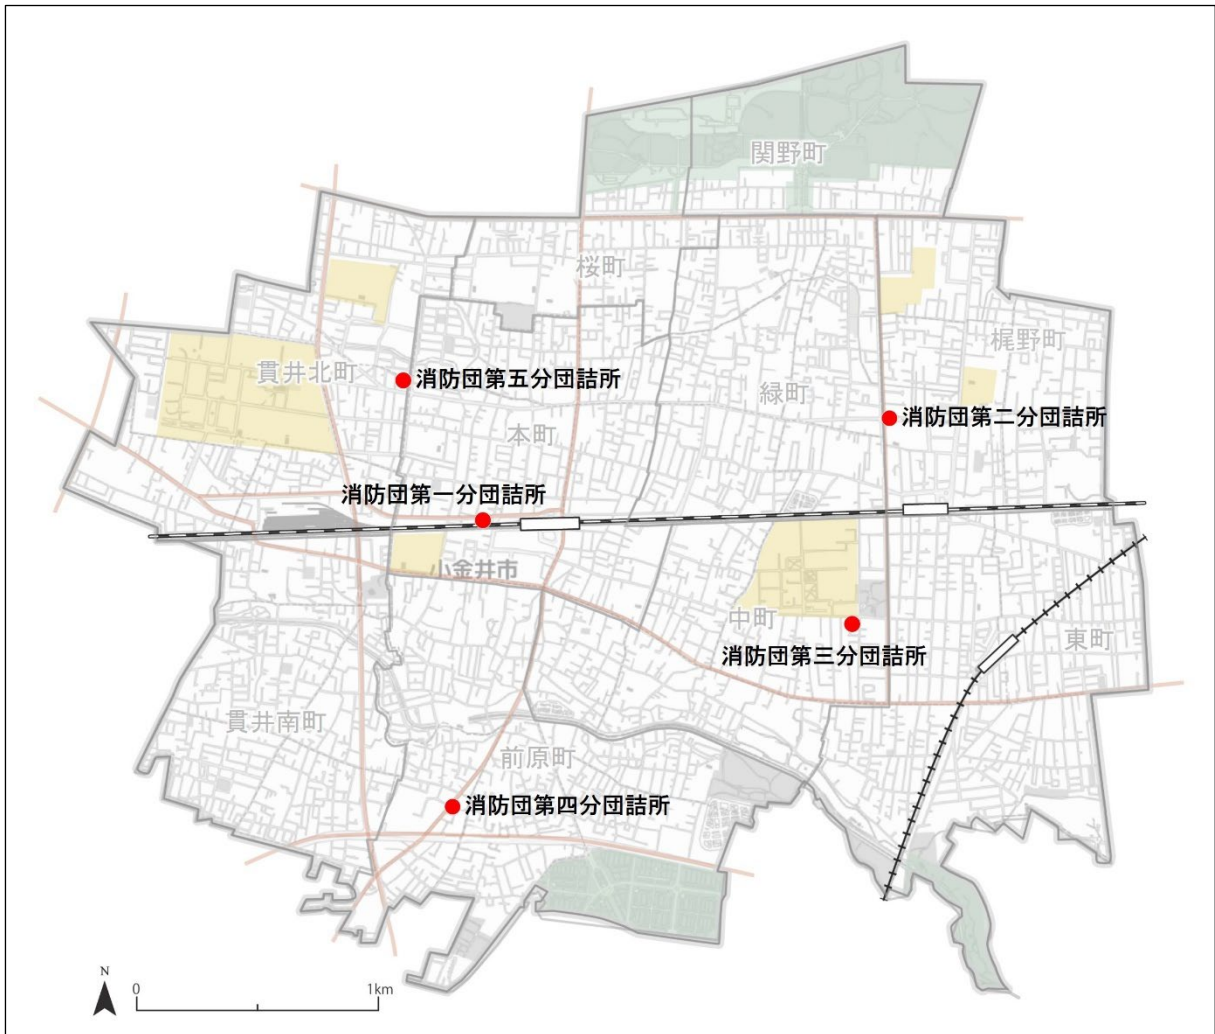 関野町
桜町
梶野町
貫井北町
消防団第五分団詰所
緑町
消防団第二分団詰所
本町
消防団第一分団詰所
小金井市
中町
東町
消防団第三分団詰所
貫井南町
前原町
消防団第四分団詰所
N
0 1km